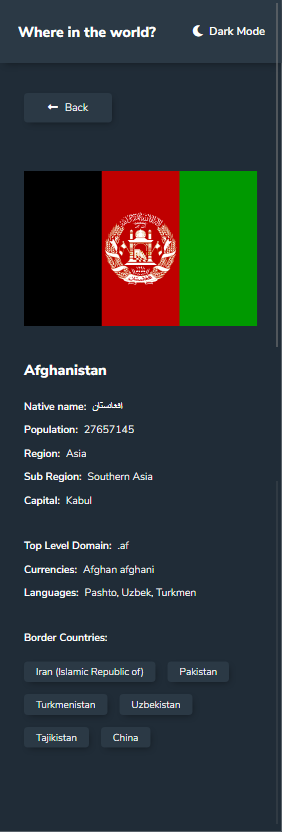 Where in the world?
Dark Mode
Back
Afghanistan
Native name: افغانستان
Population: 27657145
Region: Asia
Sub Region: Southern Asia
Capital: Kabul
Top Level Domain: .af
Currencies: Afghan afghani
Languages: Pashto, Uzbek, Turkmen
Border Countries:
Iran (Islamic Republic of)
Pakistan
Turkmenistan
Uzbekistan
Tajikistan
China